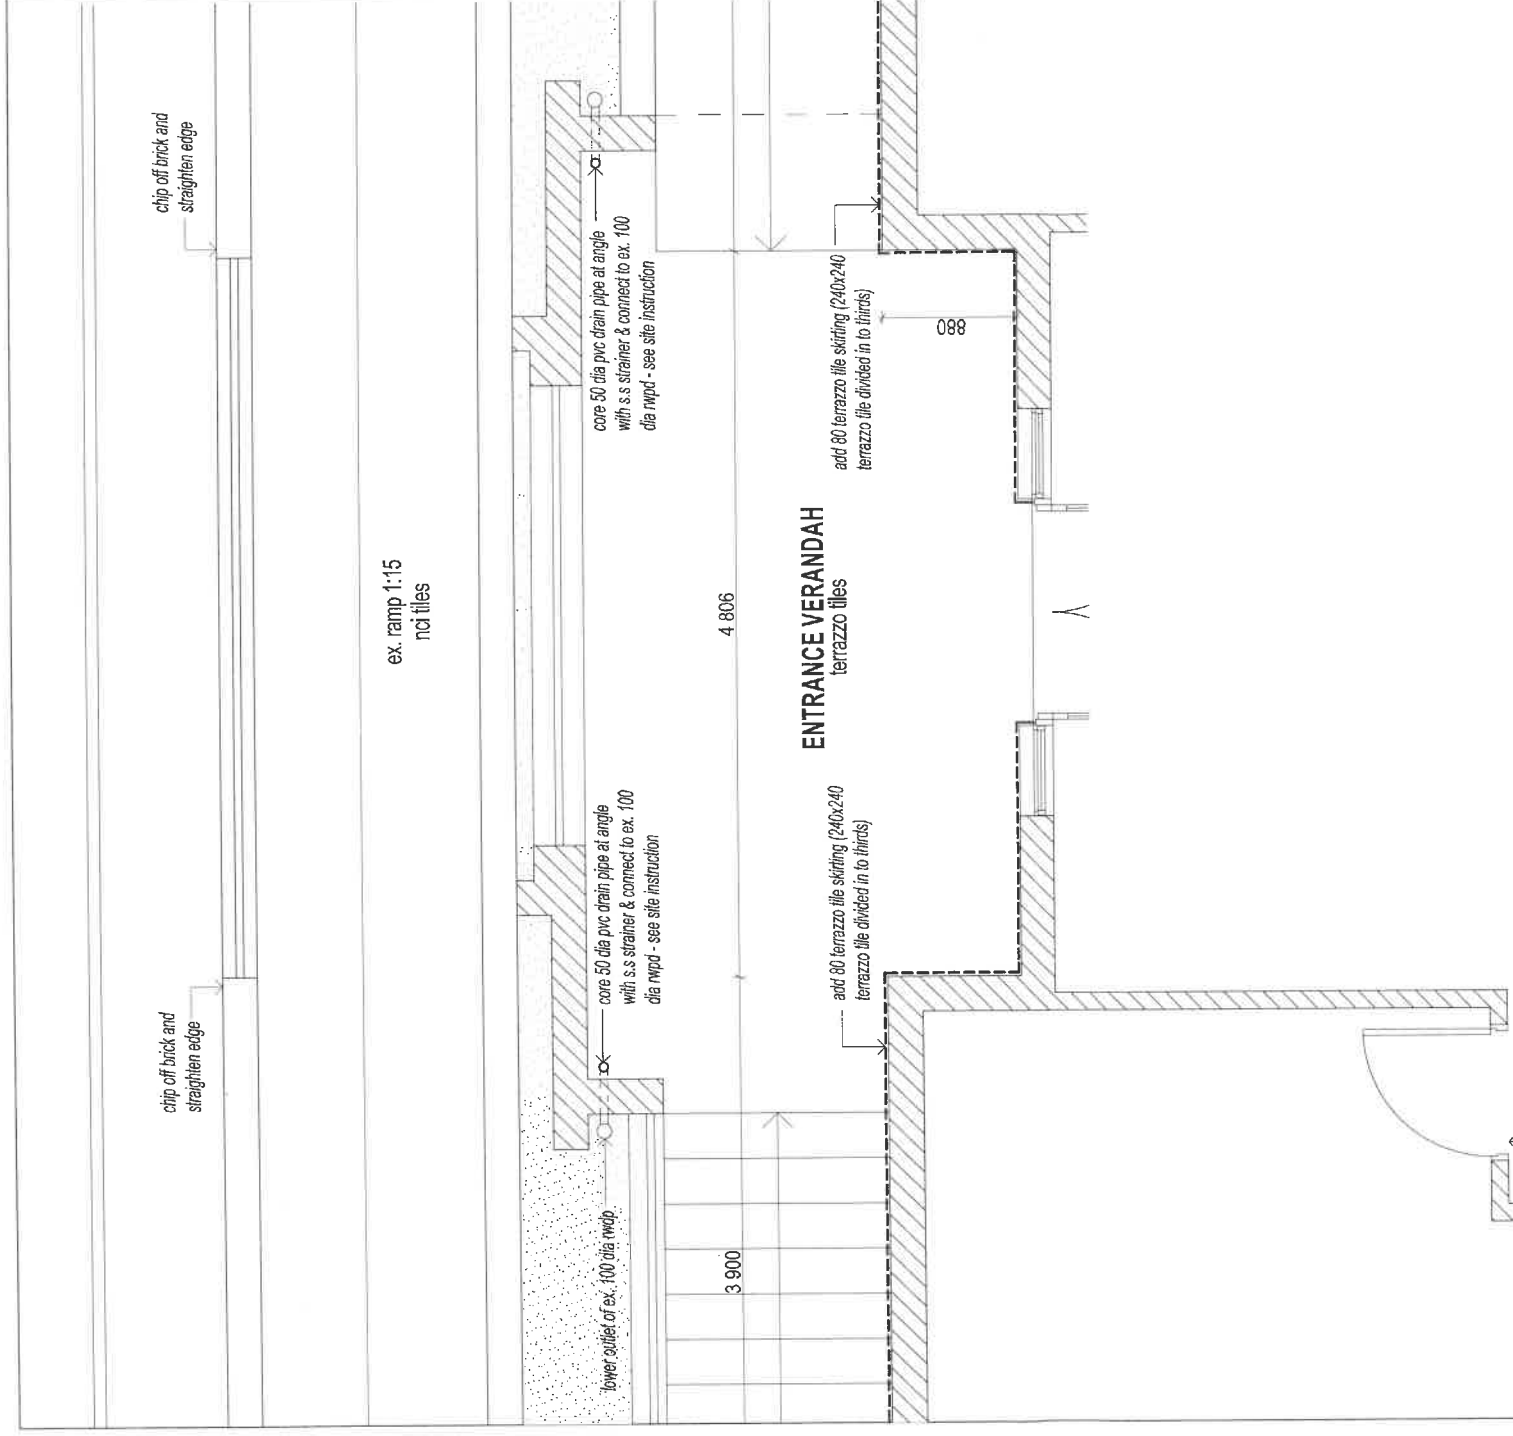 chip off brick and
straighten edge
chip off brick and
straighten edge
ex. ramp 1:15
nci tiles
core 50 dia pvc drain pipe at angle
with s.s strainer & connect to ex. 100
dia rwpd - see site instruction
core 50 dia pvc drain pipe at angle
with s.s strainer & connect to ex. 100
dia rwpd - see site instruction
lower outlet of ex. 100 dia rwdp
3 900
4 806
ENTRANCE VERANDAH
terrazzo tiles
add 80 terrazzo tile skirting (240x240
terrazzo tile divided in to thirds)
add 80 terrazzo tile skirting (240x240
terrazzo tile divided in to thirds)
880